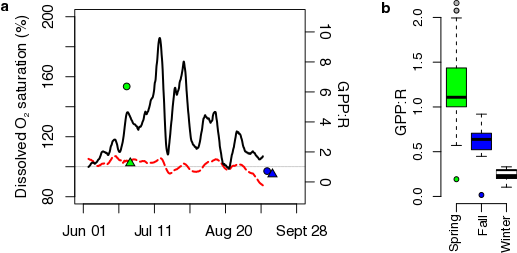 a
Dissolved O2 saturation (%)
200
160
120
80
10
8
6
4
2
0
GPP:R
Jun 01
Jul 11
Aug 20
Sept 28
b
GPP:R
2.0
1.5
1.0
0.5
0.0
Spring
Fall
Winter